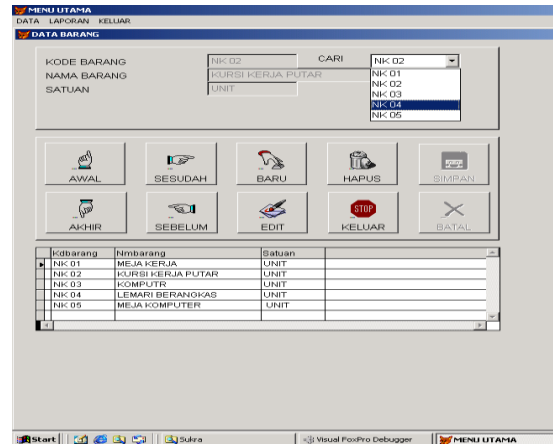 MENU UTAMA
DATA LAPORAN KELUAR
DATA BARANG
KODE BARANG NK 02 CARI NK 02
NAMA BARANG KURSI KERJA PUTAR NK 01
SATUAN UNIT NK 02
NK 03
NK 04
NK 05
AWAL SESUDAH BARU HAPUS SIMPAN
AKHIR SEBELUM EDIT STOP KELUAR BATAL
Kdbarang Nmbarang Satuan
NK 01 MEJA KERJA UNIT
NK 02 KURSI KERJA PUTAR UNIT
NK 03 KOMPUTR UNIT
NK 04 LEMARI BERANGKAS UNIT
NK 05 MEJA KOMPUTER UNIT
Start Sukra Visual FoxPro Debugger MENU UTAMA